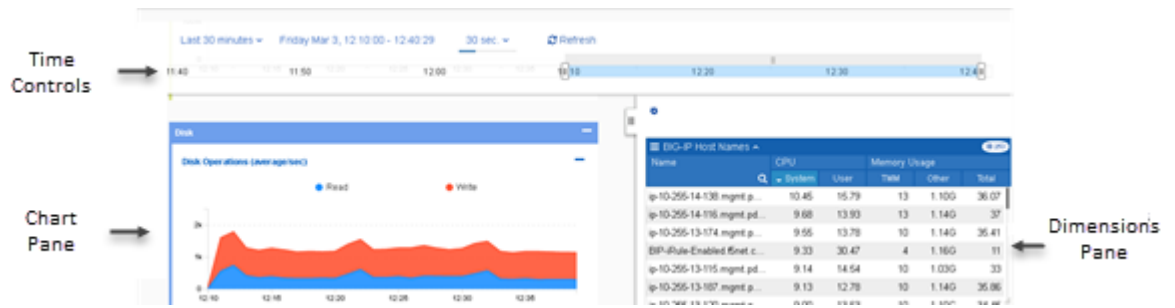 Last 30 minutes Friday Mar 3, 12:10:00 - 12:40:29 30 sec. Refresh
Time Controls
11:40 11:50 12:00 12:10 12:20 12:30
Disk
Disk Operations (average/sec)
Read Write
2k
1k
0
12:10 12:15 12:20 12:25 12:30 12:35
Chart Pane
BIG-IP Host Names
Name CPU Memory Usage
System User TMM Other Total
ip-10-255-14-138.mgmt.p... 10.45 15.79 13 1.10G 36.07
ip-10-255-14-116.mgmt.pd... 9.68 13.93 13 1.14G 37
ip-10-255-13-174.mgmt.p... 9.55 13.78 10 1.14G 35.41
BIP-iRule-Enabled.f5net.c... 9.33 30.47 4 1.16G 11
ip-10-255-13-115.mgmt.pd... 9.14 14.54 10 1.03G 33
ip-10-255-13-187.mgmt.p... 9.13 12.78 10 1.14G 35.86
Dimensions Pane